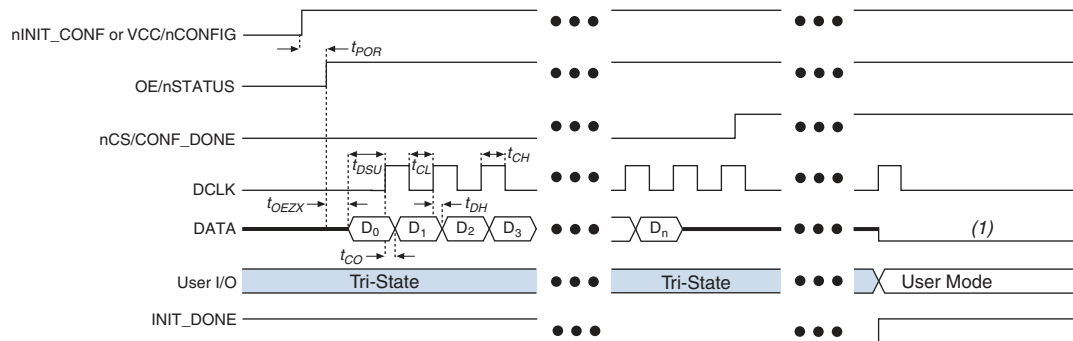 nINIT_CONF or VCC/nCONFIG
tPOR
OE/nSTATUS
nCS/CONF_DONE
tDSU tCL tCH
DCLK
tOEZX tDH
DATA D0 D1 D2 D3 Dn (1)
tCO
User I/O Tri-State Tri-State User Mode
INIT_DONE